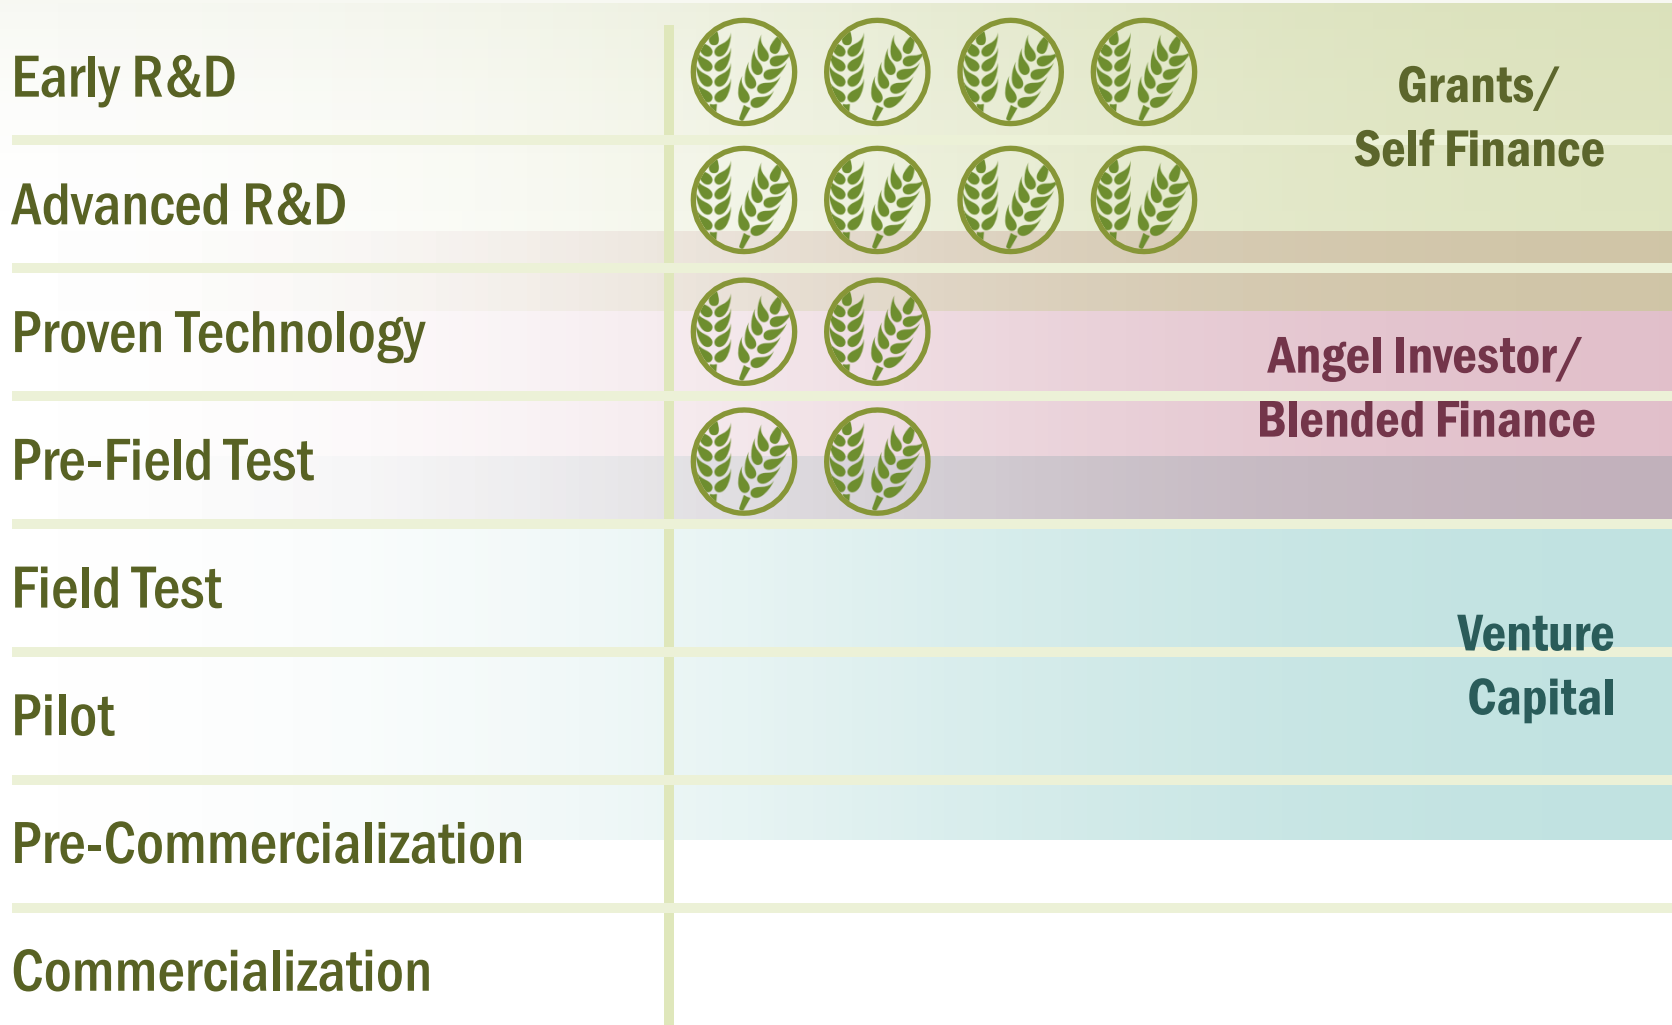 Early R&D
Grants/
Self Finance
Advanced R&D
Proven Technology
Angel Investor/
Blended Finance
Pre-Field Test
Field Test
Venture
Capital
Pilot
Pre-Commercialization
Commercialization